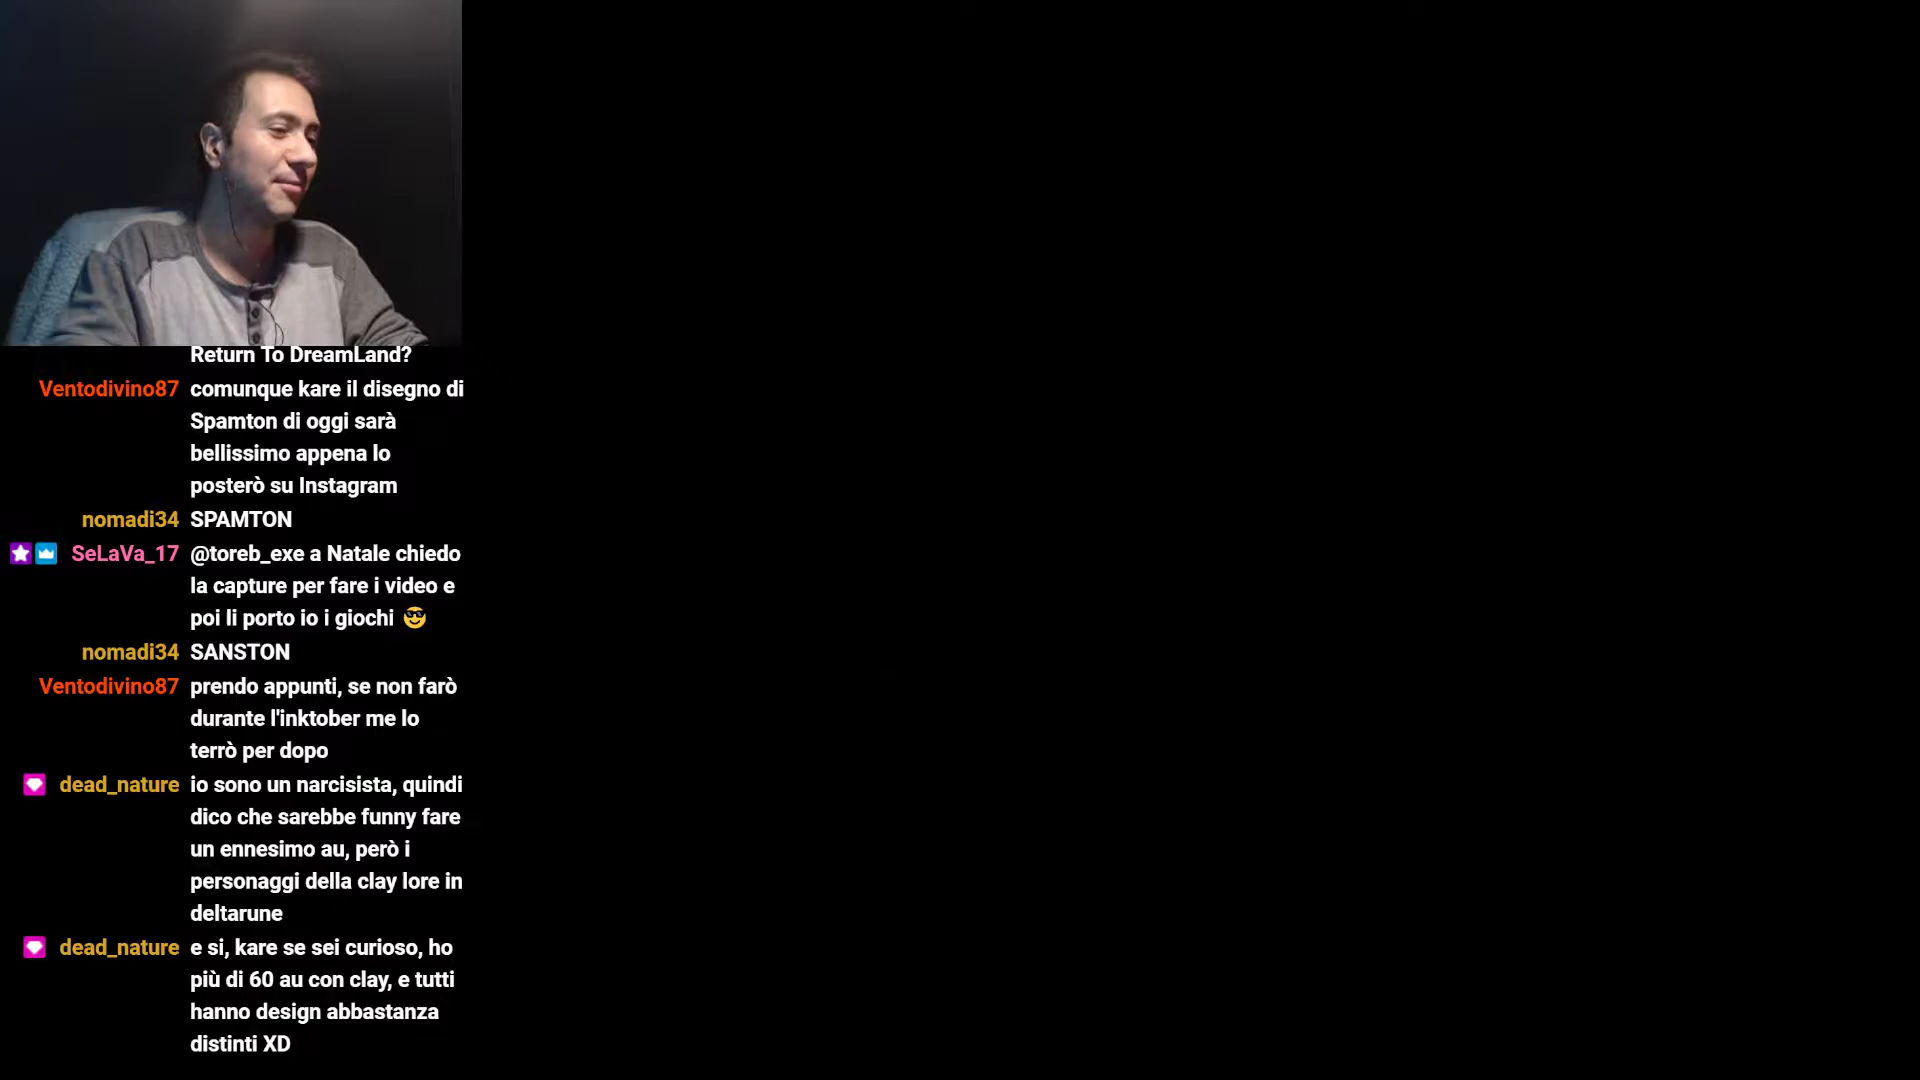 Return To DreamLand?
Ventodivino87 comunque kare il disegno di
Spamton di oggi sarà
bellissimo appena lo
posterò su Instagram
nomadi34 SPAMTON
SeLaVa_17 @toreb_exe a Natale chiedo
la capture per fare i video e
poi li porto io i giochi 😎
nomadi34 SANSTON
Ventodivino87 prendo appunti, se non farò
durante l'inktober me lo
terrò per dopo
dead_nature io sono un narcisista, quindi
dico che sarebbe funny fare
un ennesimo au, però i
personaggi della clay lore in
deltarune
dead_nature e si, kare se sei curioso, ho
più di 60 au con clay, e tutti
hanno design abbastanza
distinti XD